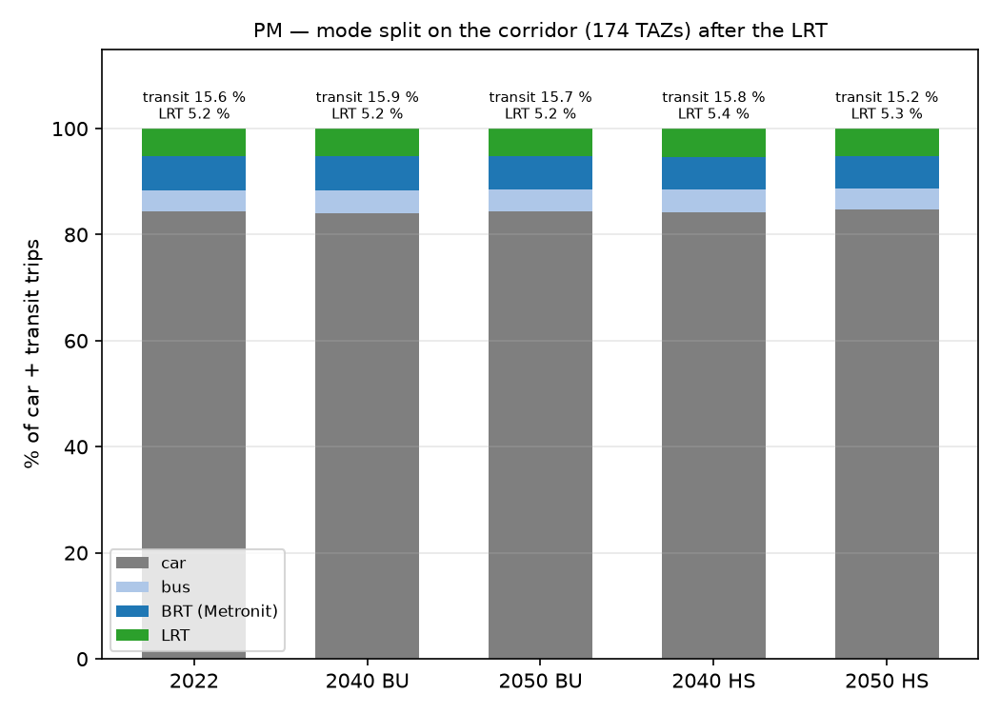 PM — mode split on the corridor (174 TAZs) after the LRT
transit 15.6 %
LRT 5.2 %
transit 15.9 %
LRT 5.2 %
transit 15.7 %
LRT 5.2 %
transit 15.8 %
LRT 5.4 %
transit 15.2 %
LRT 5.3 %
% of car + transit trips
100
80
60
40
20
0
car
bus
BRT (Metronit)
LRT
2022
2040 BU
2050 BU
2040 HS
2050 HS